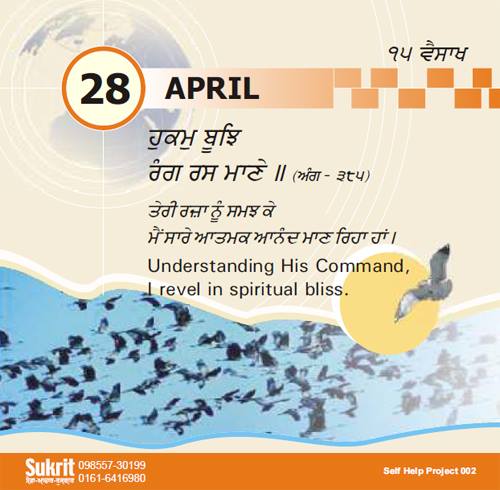 ੧੫ ਵੈਸਾਖ
28 APRIL
ਹੁਕਮੁ ਬੂਝਿ
ਰੰਗ ਰਸ ਮਾਣੇ ॥ (ਅੰਗ - ੩੮੫)
ਤੇਰੀ ਰਜ਼ਾ ਨੂੰ ਸਮਝ ਕੇ
ਮੈਂ ਸਾਰੇ ਆਤਮਕ ਆਨੰਦ ਮਾਣ ਰਿਹਾ ਹਾਂ।
Understanding His Command,
I revel in spiritual bliss.
Sukrit 098557-30199
0161-6416980
Self Help Project 002